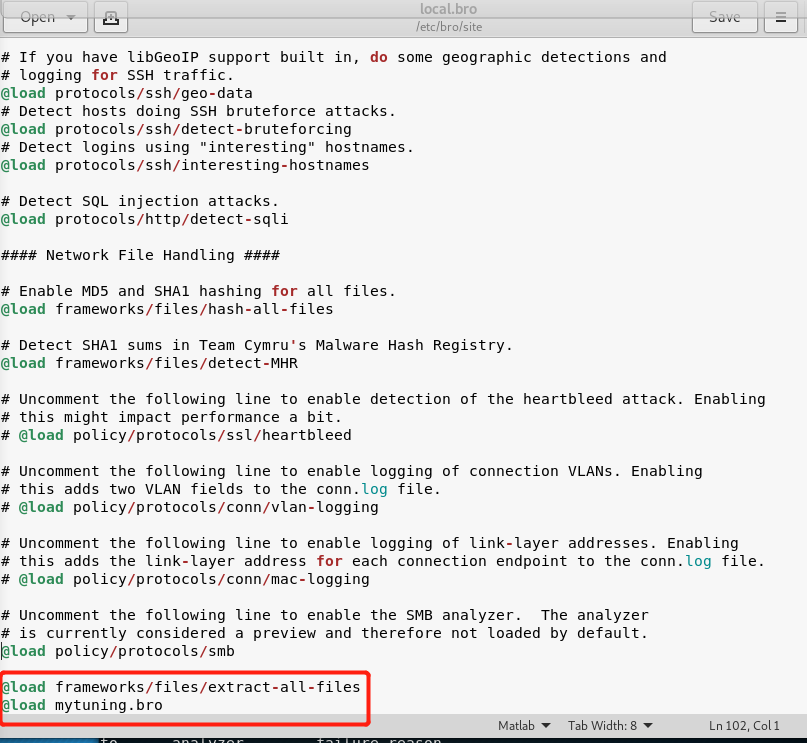 Open
local.bro
/etc/bro/site
Save
# If you have libGeoIP support built in, do some geographic detections and
# logging for SSH traffic.
@load protocols/ssh/geo-data
# Detect hosts doing SSH bruteforce attacks.
@load protocols/ssh/detect-bruteforcing
# Detect logins using "interesting" hostnames.
@load protocols/ssh/interesting-hostnames
# Detect SQL injection attacks.
@load protocols/http/detect-sqli
#### Network File Handling ####
# Enable MD5 and SHA1 hashing for all files.
@load frameworks/files/hash-all-files
# Detect SHA1 sums in Team Cymru's Malware Hash Registry.
@load frameworks/files/detect-MHR
# Uncomment the following line to enable detection of the heartbleed attack. Enabling
# this might impact performance a bit.
# @load policy/protocols/ssl/heartbleed
# Uncomment the following line to enable logging of connection VLANs. Enabling
# this adds two VLAN fields to the conn.log file.
# @load policy/protocols/conn/vlan-logging
# Uncomment the following line to enable logging of link-layer addresses. Enabling
# this adds the link-layer address for each connection endpoint to the conn.log file.
# @load policy/protocols/conn/mac-logging
# Uncomment the following line to enable the SMB analyzer.  The analyzer
# is currently considered a preview and therefore not loaded by default.
@load policy/protocols/smb
@load frameworks/files/extract-all-files
@load mytuning.bro
Matlab Tab Width: 8 Ln 102, Col 1